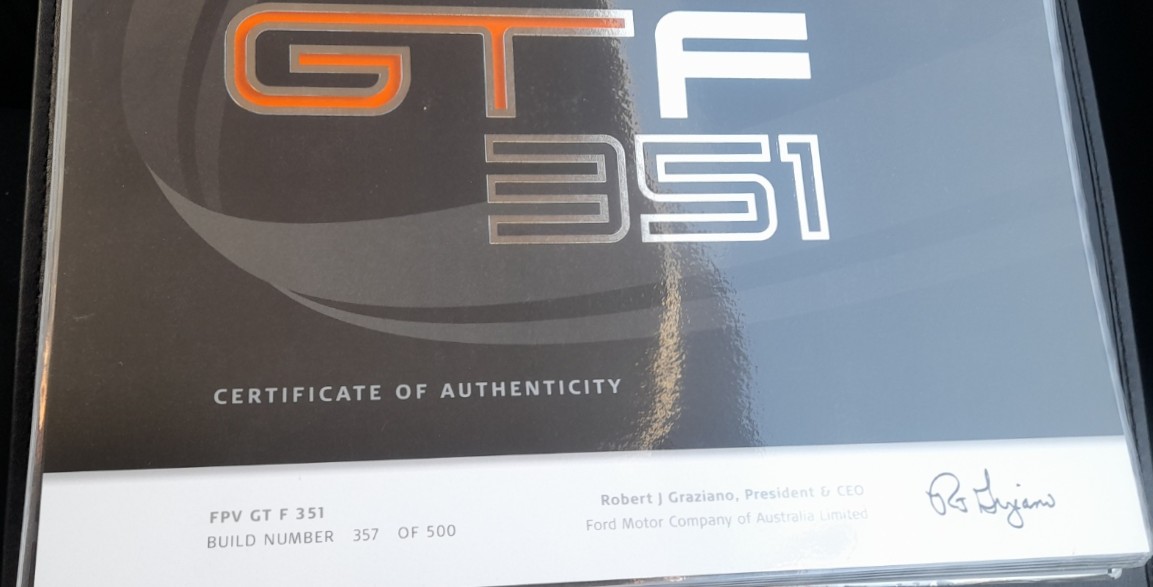 GT F
351
CERTIFICATE OF AUTHENTICITY
FPV GT F 351
BUILD NUMBER 357 OF 500
Robert J Graziano, President & CEO
Ford Motor Company of Australia Limited